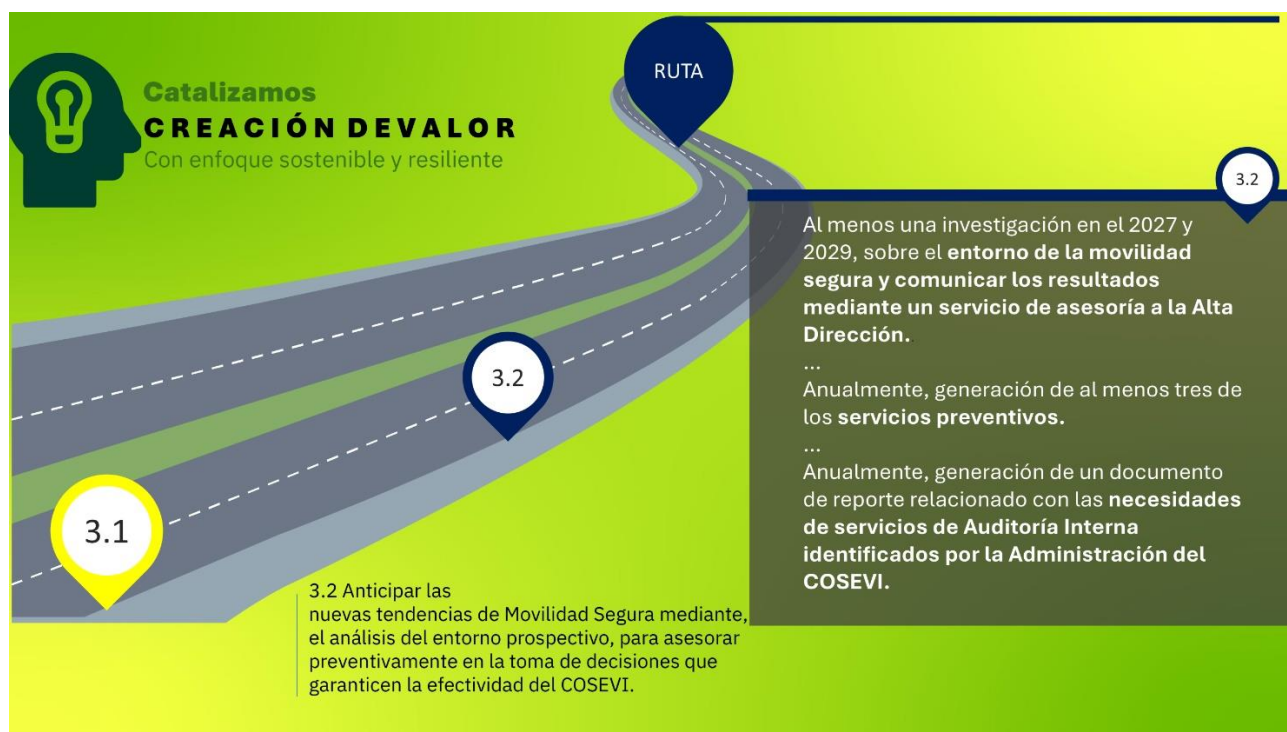 Catalizamos
CREACIÓN DEVALOR
Con enfoque sostenible y resiliente
RUTA
3.2
Al menos una investigación en el 2027 y
2029, sobre el entorno de la movilidad
segura y comunicar los resultados
mediante un servicio de asesoría a la Alta
Dirección..
...
Anualmente, generación de al menos tres de
los servicios preventivos.
...
Anualmente, generación de un documento
de reporte relacionado con las necesidades
de servicios de Auditoría Interna
identificados por la Administración del
COSEVI.
3.2
3.1
3.2 Anticipar las
nuevas tendencias de Movilidad Segura mediante,
el análisis del entorno prospectivo, para asesorar
preventivamente en la toma de decisiones que
garanticen la efectividad del COSEVI.